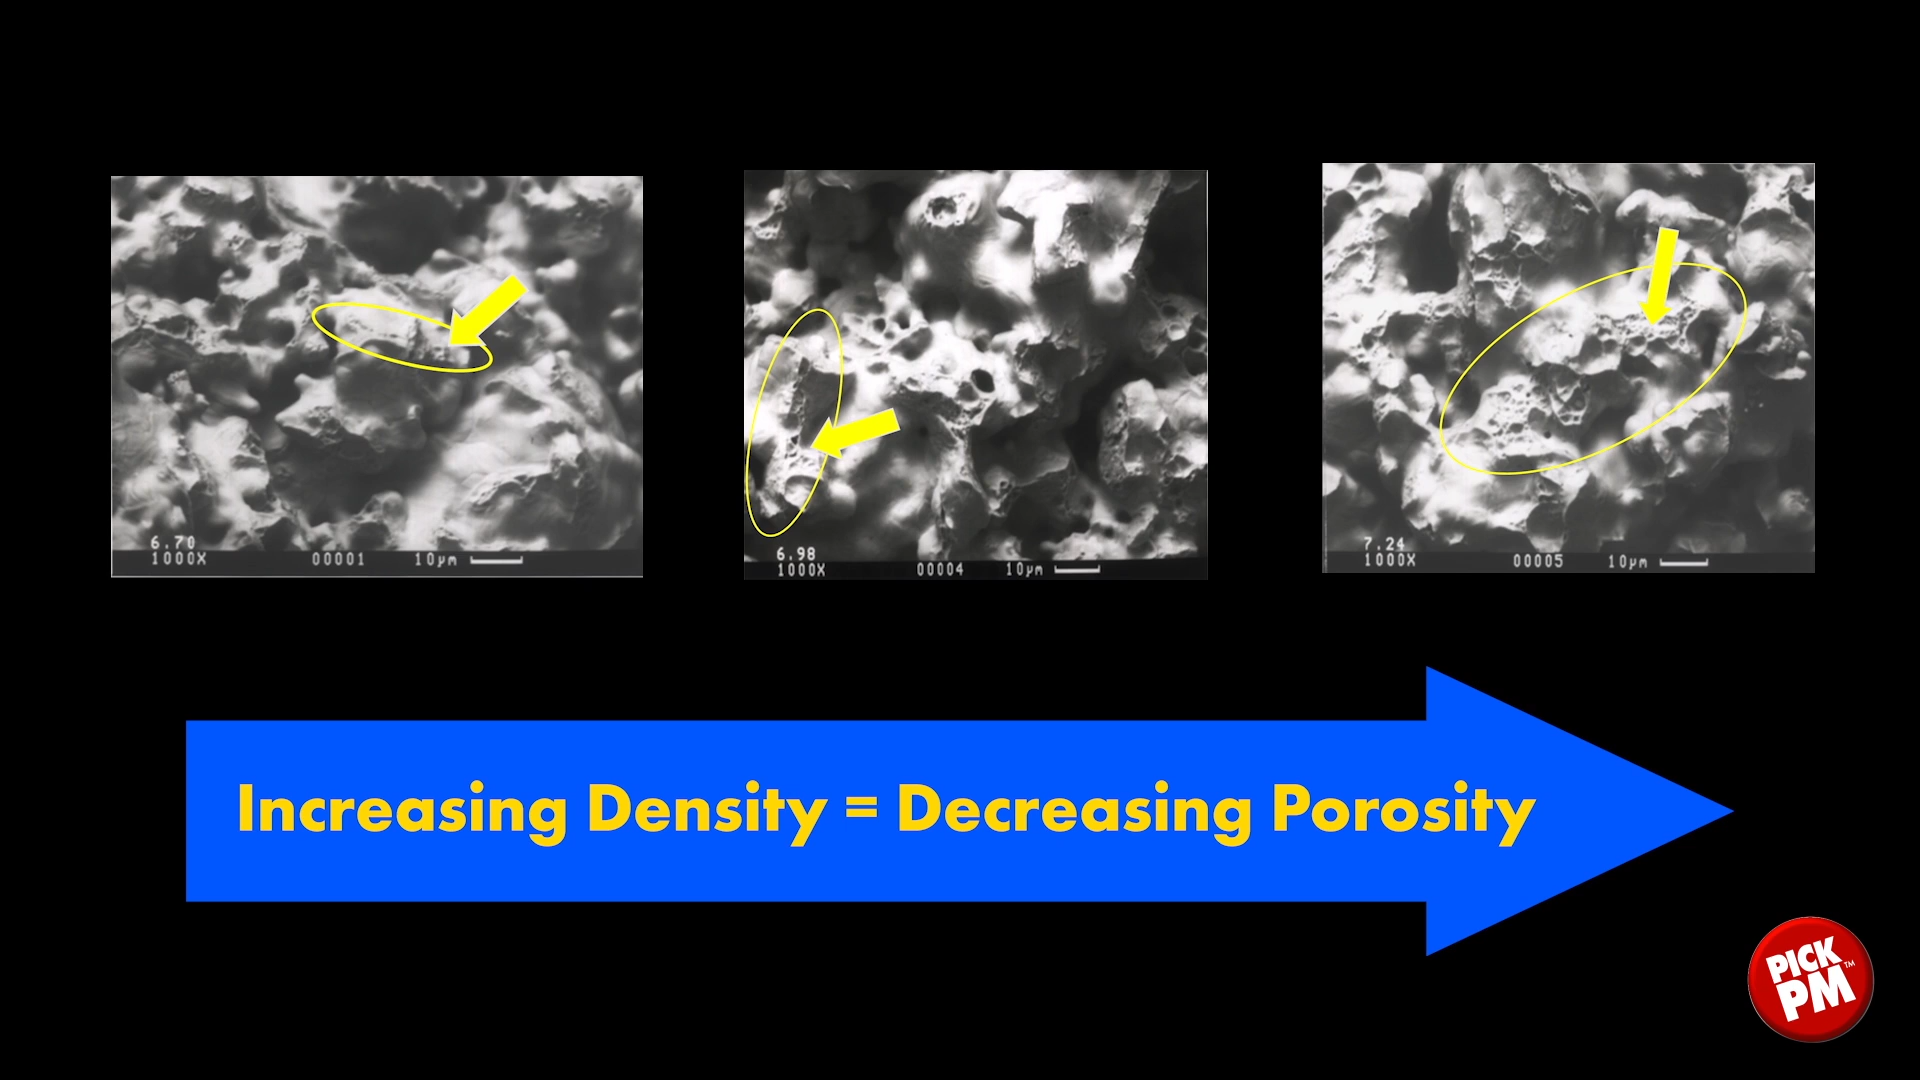 6.70
1000X 00001 10µm
6.98
1000X 00004 10µm
7.24
1000X 00005 10µm
Increasing Density = Decreasing Porosity
PICK
PM™